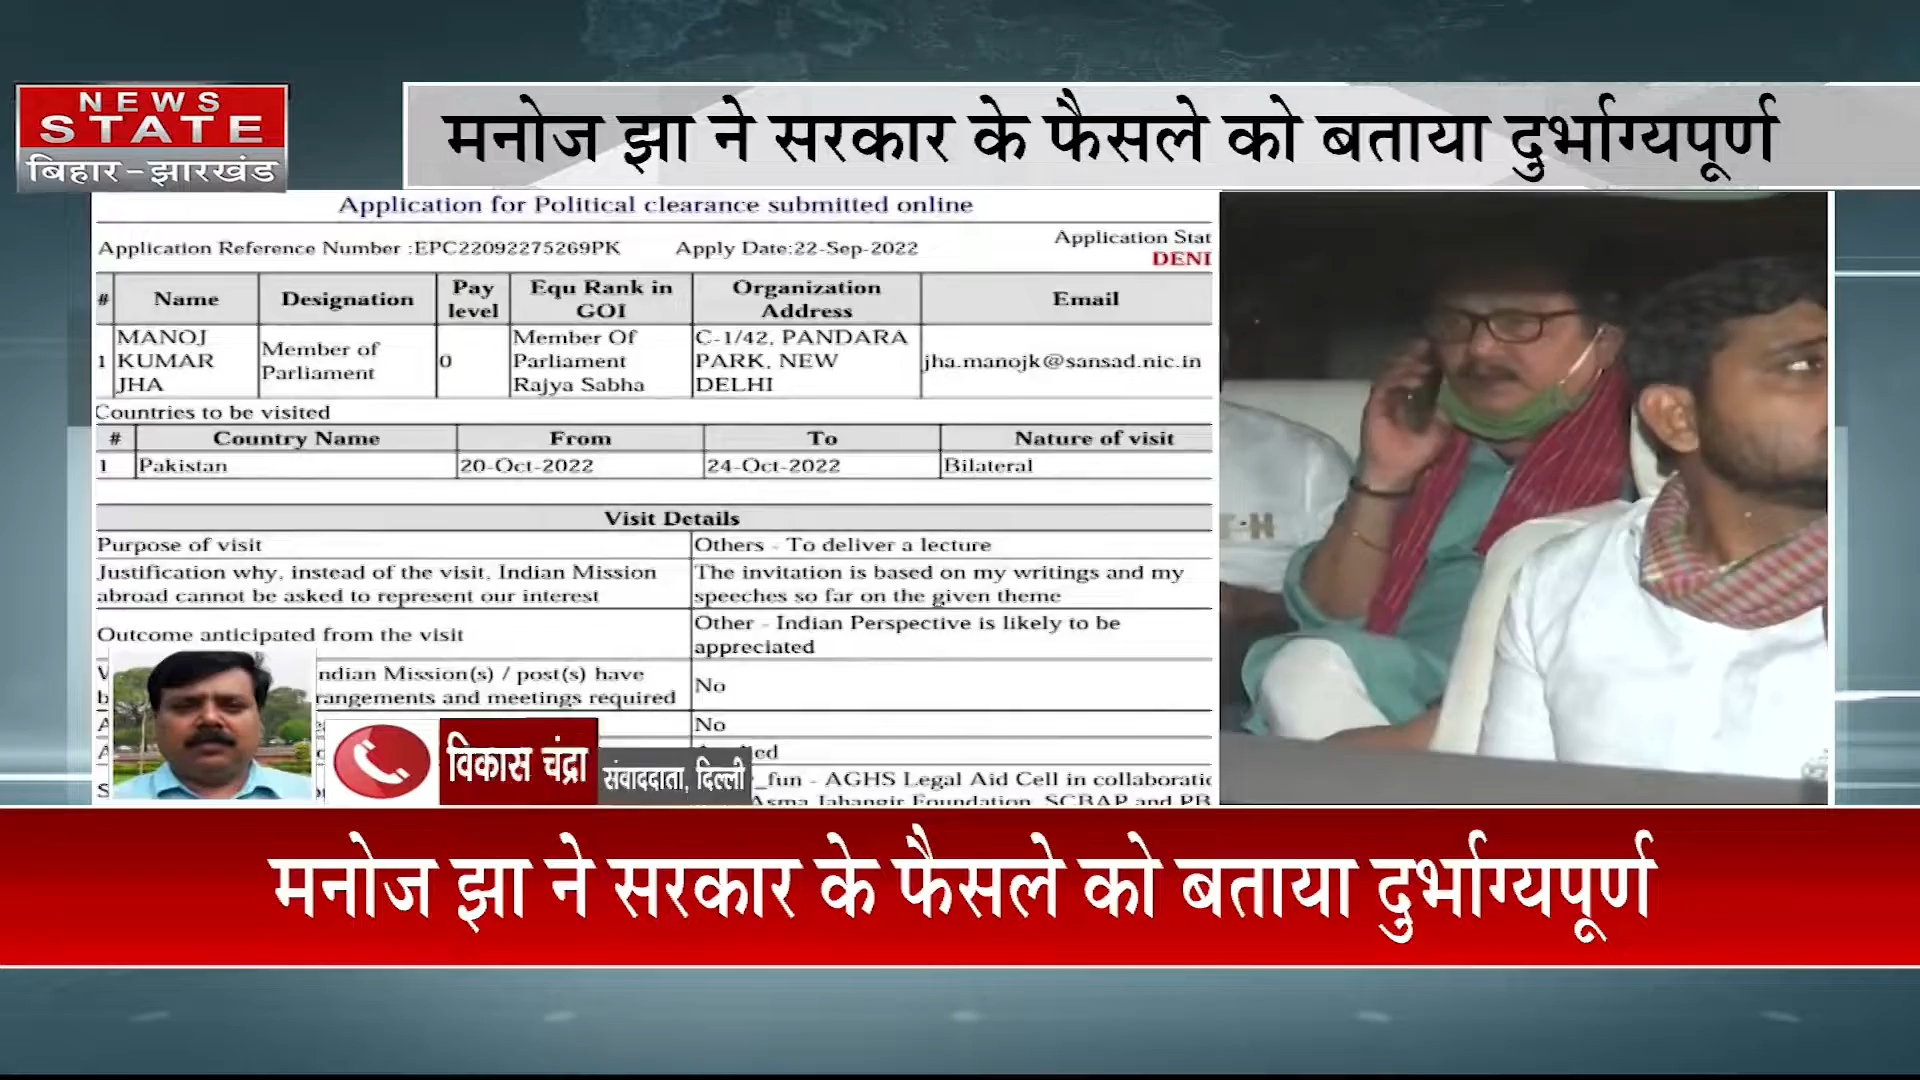 NEWS
STATE
बिहार-झारखंड
मनोज झा ने सरकार के फैसले को बताया दुर्भाग्यपूर्ण
Application for Political clearance submitted online
Application Reference Number :EPC22092275269PK Apply Date:22-Sep-2022 Application Stat
DENI
# Name Designation Pay level Equ Rank in GOI Organization Address Email
1 MANOJ KUMAR JHA Member of Parliament 0 Member Of Parliament Rajya Sabha C-1/42, PANDARA PARK, NEW DELHI jha.manojk@sansad.nic.in
Countries to be visited
# Country Name From To Nature of visit
1 Pakistan 20-Oct-2022 24-Oct-2022 Bilateral
Visit Details
Purpose of visit Others - To deliver a lecture
Justification why, instead of the visit, Indian Mission abroad cannot be asked to represent our interest The invitation is based on my writings and my speeches so far on the given theme
Outcome anticipated from the visit Other - Indian Perspective is likely to be appreciated
ndian Mission(s) / post(s) have
rangements and meetings required No
No
_fun - AGHS Legal Aid Cell in collaboratio
Asma Jahangir Foundation, SCBAP and PB
विकास चंद्रा
संवाददाता, दिल्ली
मनोज झा ने सरकार के फैसले को बताया दुर्भाग्यपूर्ण